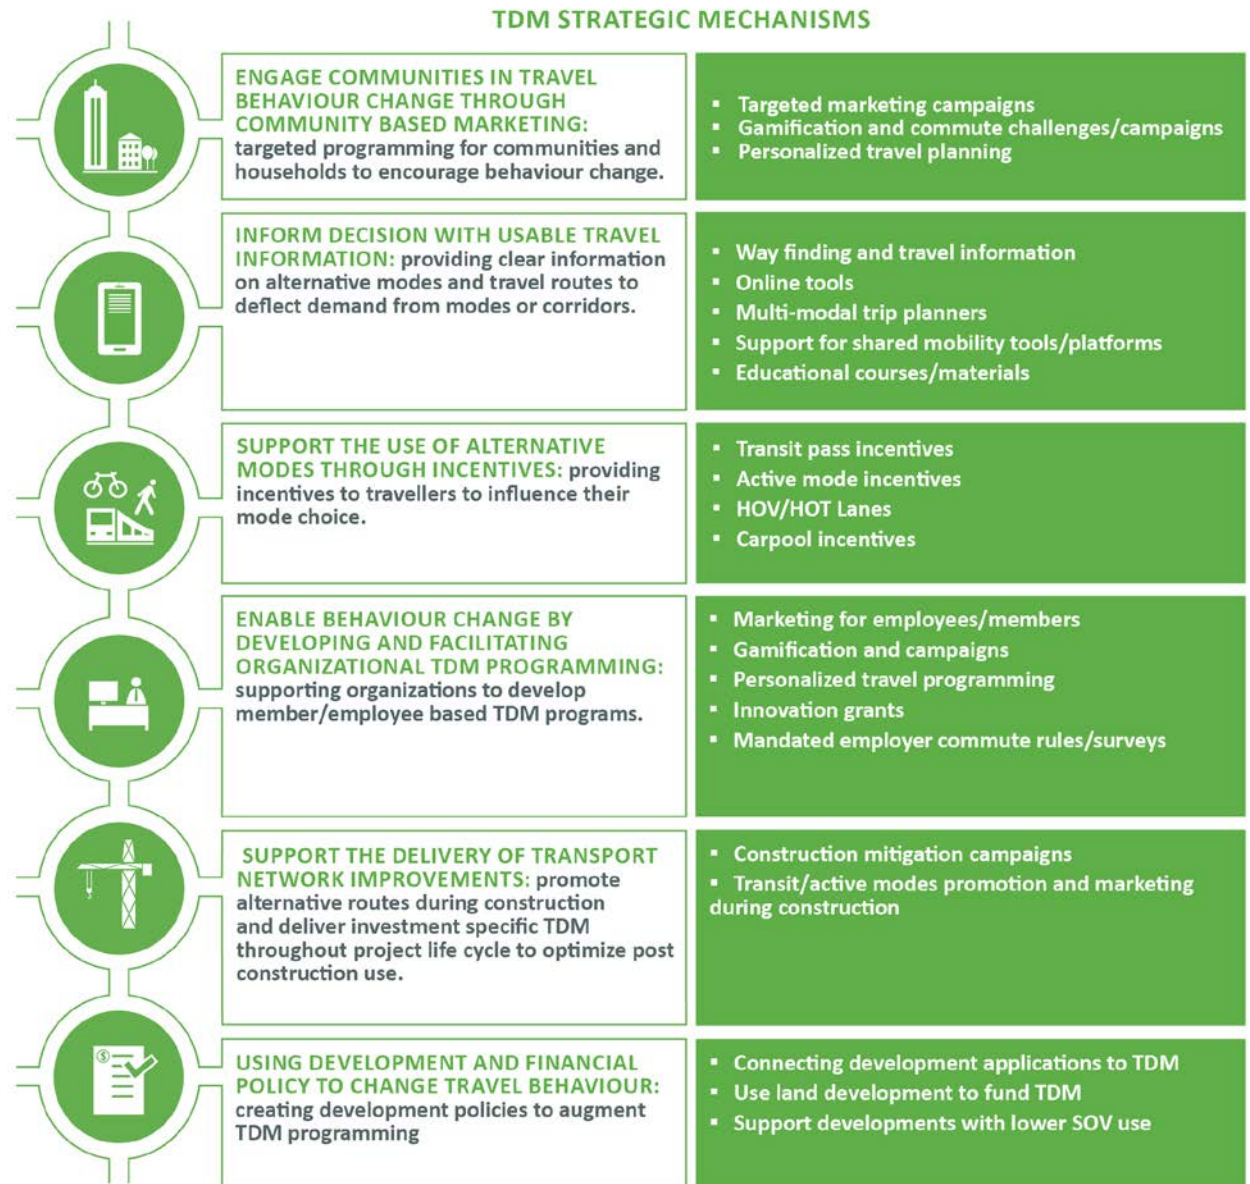 TDM STRATEGIC MECHANISMS
ENGAGE COMMUNITIES IN TRAVEL
BEHAVIOUR CHANGE THROUGH
COMMUNITY BASED MARKETING:
targeted programming for communities and
households to encourage behaviour change.
▪ Targeted marketing campaigns
▪ Gamification and commute challenges/campaigns
▪ Personalized travel planning
INFORM DECISION WITH USABLE TRAVEL
INFORMATION: providing clear information
on alternative modes and travel routes to
deflect demand from modes or corridors.
▪ Way finding and travel information
▪ Online tools
▪ Multi-modal trip planners
▪ Support for shared mobility tools/platforms
▪ Educational courses/materials
SUPPORT THE USE OF ALTERNATIVE
MODES THROUGH INCENTIVES: providing
incentives to travellers to influence their
mode choice.
▪ Transit pass incentives
▪ Active mode incentives
▪ HOV/HOT Lanes
▪ Carpool incentives
ENABLE BEHAVIOUR CHANGE BY
DEVELOPING AND FACILITATING
ORGANIZATIONAL TDM PROGRAMMING:
supporting organizations to develop
member/employee based TDM programs.
▪ Marketing for employees/members
▪ Gamification and campaigns
▪ Personalized travel programming
▪ Innovation grants
▪ Mandated employer commute rules/surveys
SUPPORT THE DELIVERY OF TRANSPORT
NETWORK IMPROVEMENTS: promote
alternative routes during construction
and deliver investment specific TDM
throughout project life cycle to optimize post
construction use.
▪ Construction mitigation campaigns
▪ Transit/active modes promotion and marketing
during construction
$
USING DEVELOPMENT AND FINANCIAL
POLICY TO CHANGE TRAVEL BEHAVIOUR:
creating development policies to augment
TDM programming
▪ Connecting development applications to TDM
▪ Use land development to fund TDM
▪ Support developments with lower SOV use